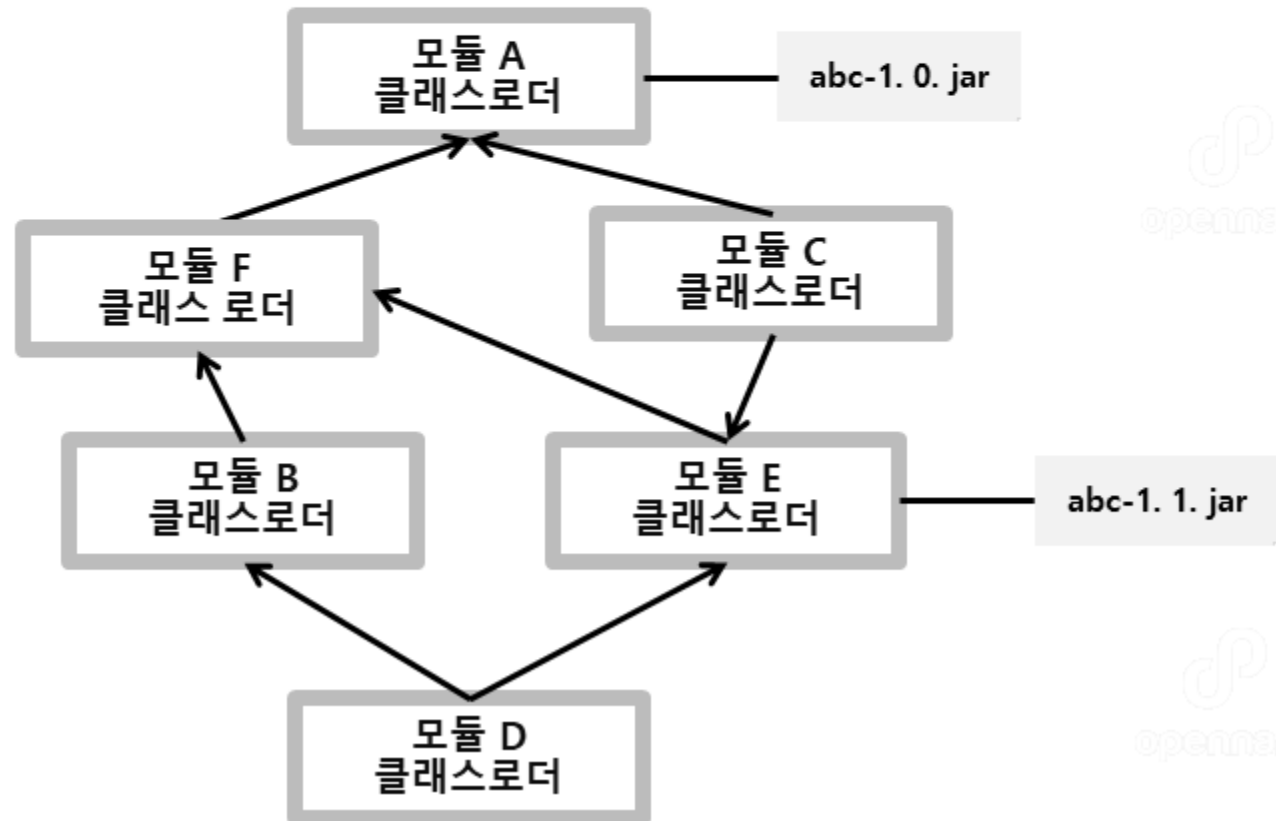 모듈 A
클래스로더
abc-1. 0. jar
모듈 F
클래스 로더
모듈 C
클래스로더
모듈 B
클래스로더
모듈 E
클래스로더
abc-1. 1. jar
모듈 D
클래스로더